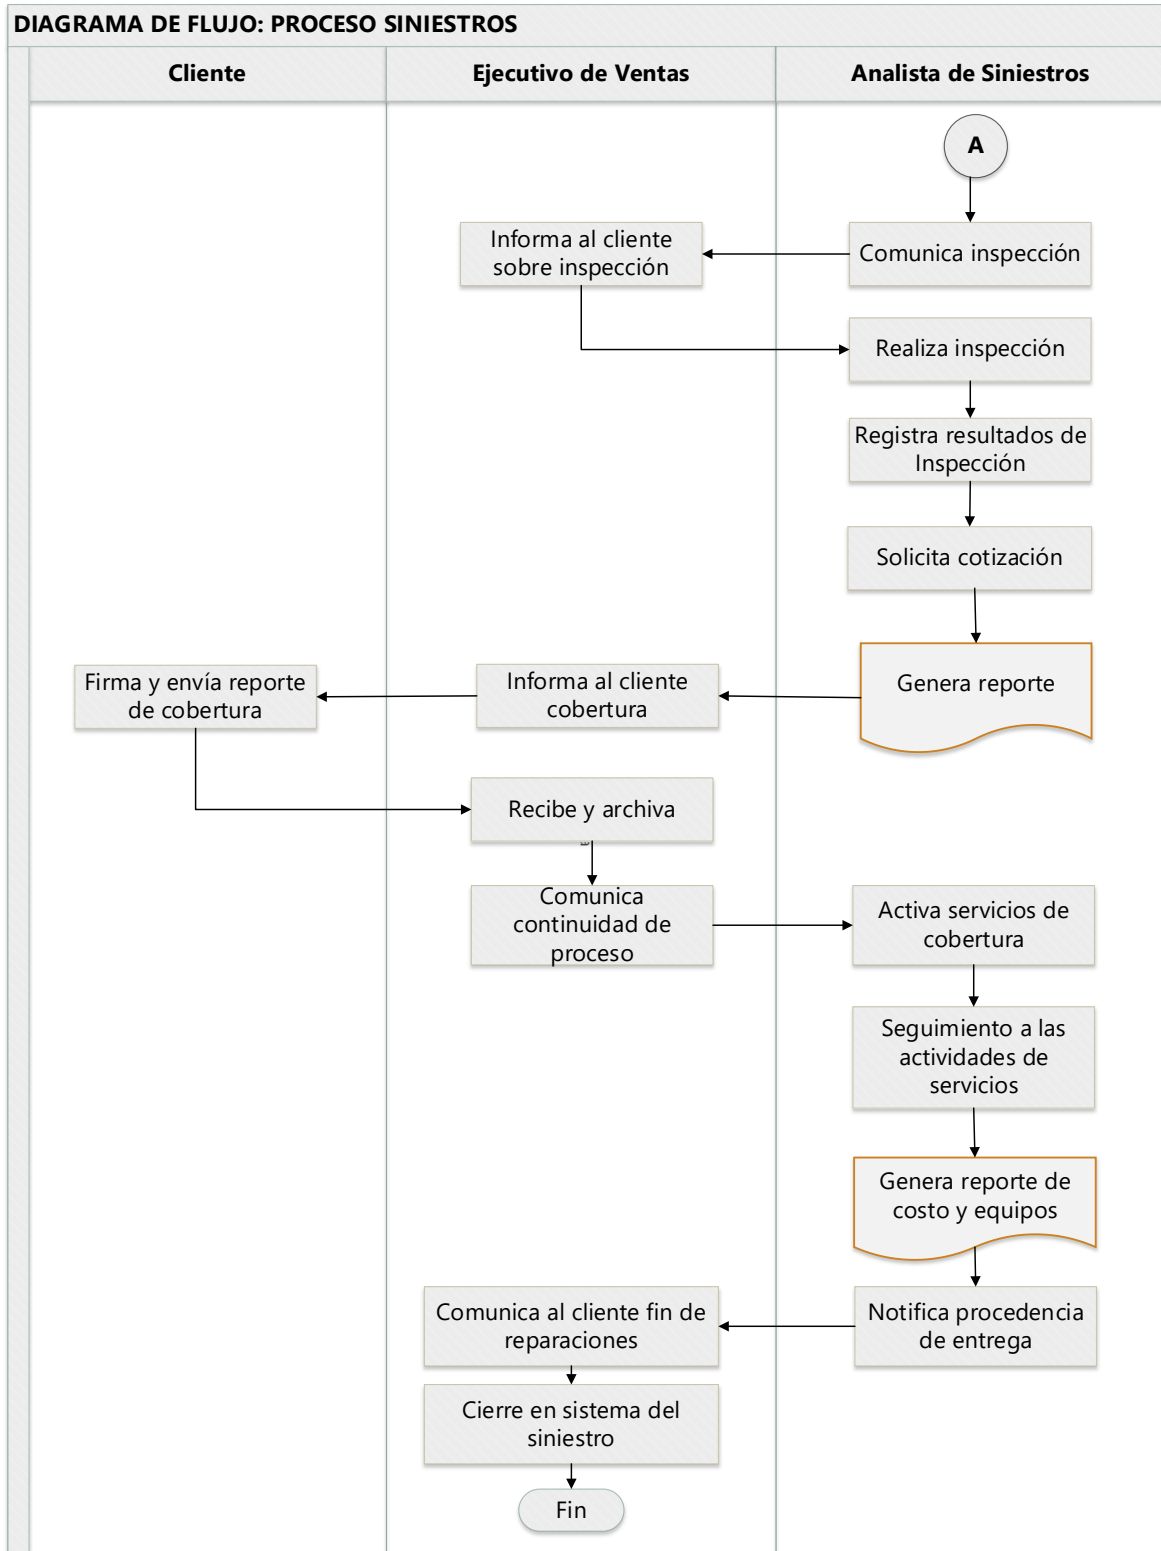 DIAGRAMA DE FLUJO: PROCESO SINIESTROS
Cliente
Ejecutivo de Ventas
Analista de Siniestros
A
Comunica inspección
Informa al cliente
sobre inspección
Realiza inspección
Registra resultados de
Inspección
Solicita cotización
Genera reporte
Informa al cliente
cobertura
Firma y envía reporte
de cobertura
Recibe y archiva
Comunica
continuidad de
proceso
Activa servicios de
cobertura
Seguimiento a las
actividades de
servicios
Genera reporte de
costo y equipos
Notifica procedencia
de entrega
Comunica al cliente fin de
reparaciones
Cierre en sistema del
siniestro
Fin